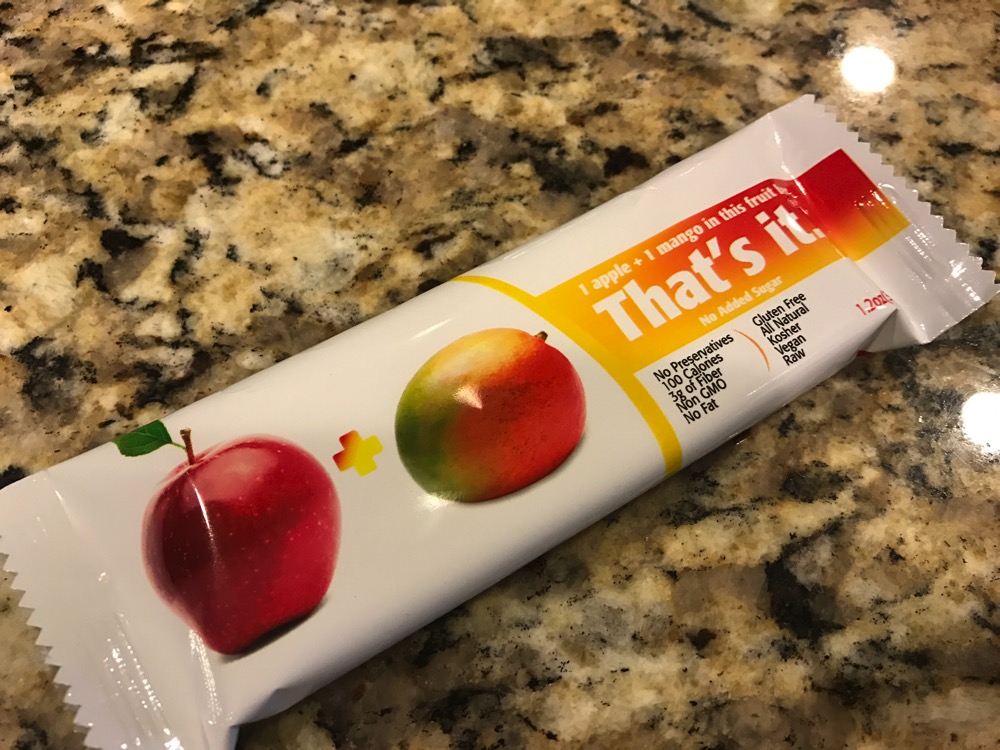 1 apple + 1 mango in this fruit
That's it.
No Added Sugar
No Preservatives
100 Calories
3g of Fiber
Non GMO
No Fat
Gluten Free
All Natural
Kosher
Vegan
Raw
1.2oz